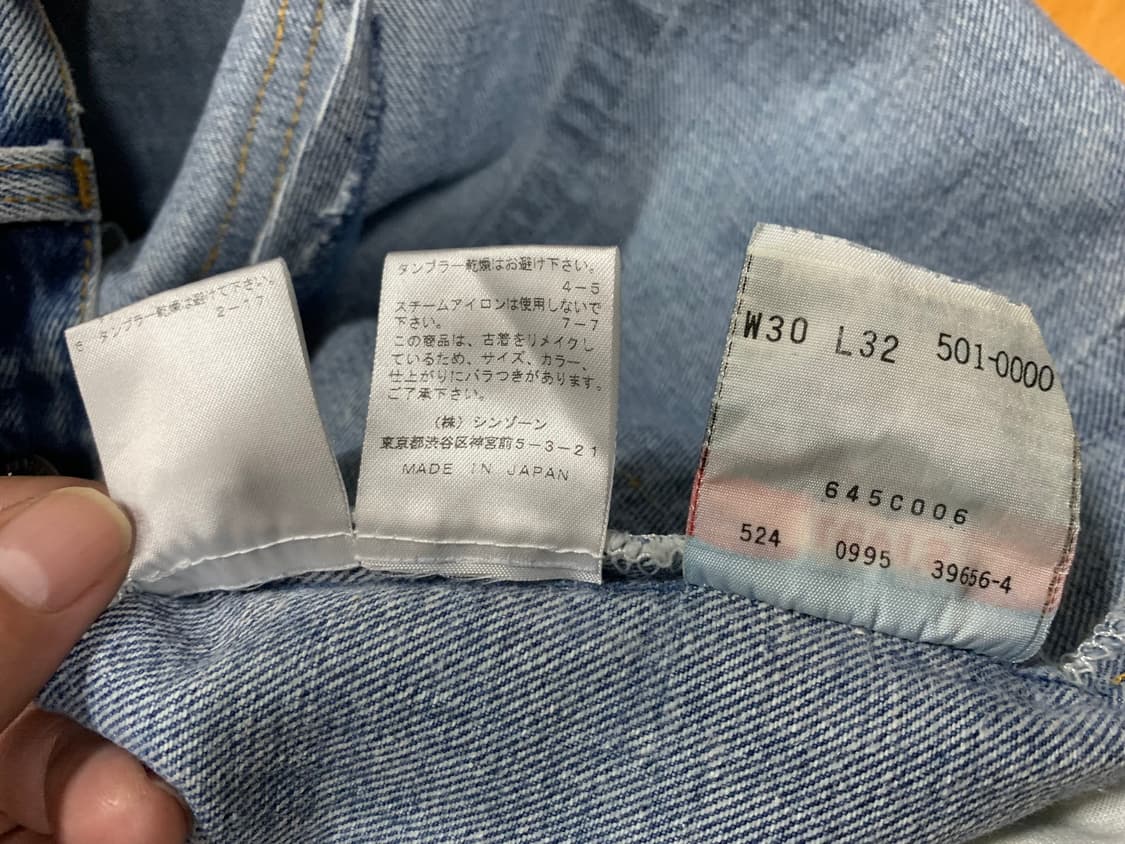 タンブラー乾燥は避けて下さい。
2-17
タンブラー乾燥はお避け下さい。
4-5
スチームアイロンは使用しないで
下さい。 7-7
この商品は、古着をリメイクし
ているため、サイズ、カラー、
仕上がりにバラつきがあります。
ご了承下さい。
(株) シンゾーン
東京都渋谷区神宮前5-3-21
MADE IN JAPAN
W30 L32 501-0000
645C006
524 0995 39656-4